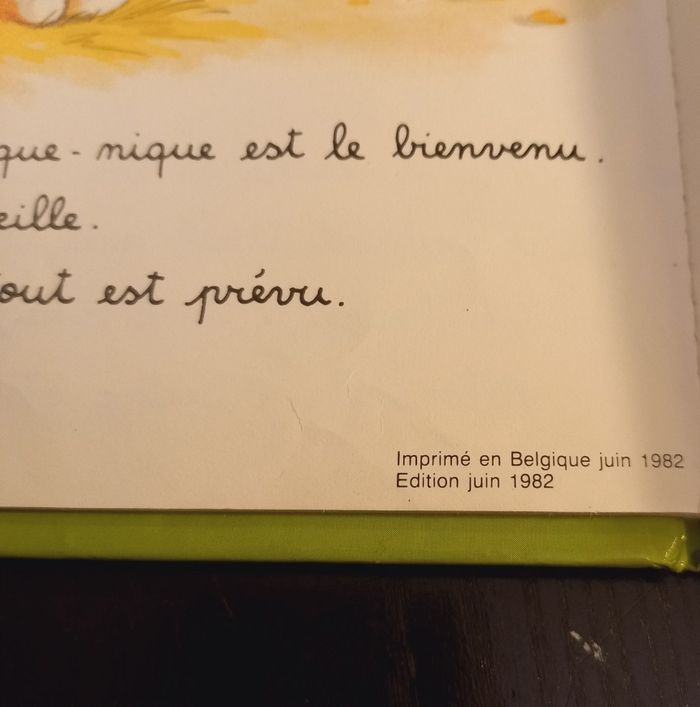 que-nique est le bienvenu.
eille.
out est prévu.
Imprimé en Belgique juin 1982
Edition juin 1982